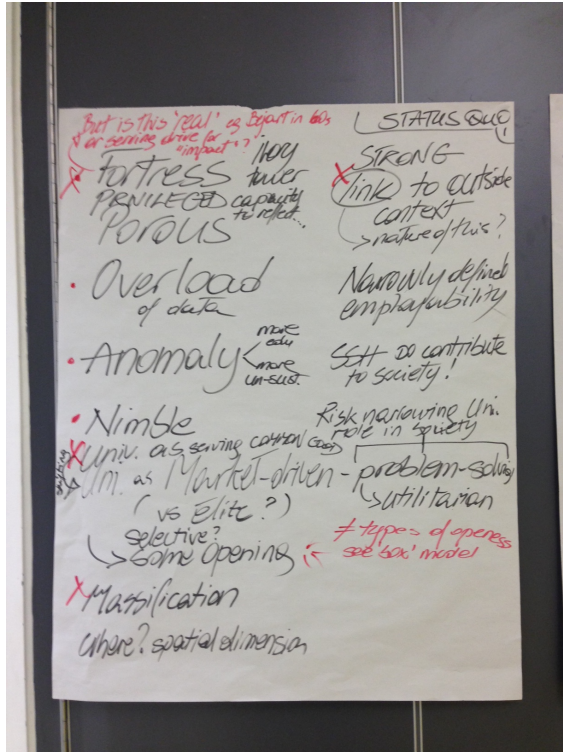 But is this 'real' eg Bejart in 60s
or serving drive for
"impact"?
STATUS QUO!
Fortress ivory
tower
PRIVILEGED capacity
to reflect...
Porous
STRONG
link to outside
context
nature of this?
• Overload
of data
Narrowly defined
employability
• Anomaly
more
edu
more
un-sust.
SSH DO contribute
to society!
• Nimble
Risk narrowing Uni.
role in society
Univ. as serving common good
Uni. as Market-driven - problem-solving
(vs Elite?)
utilitarian
selective?
some opening
≠ types of openess
see 'box' model
Massification
where? spatial dimension